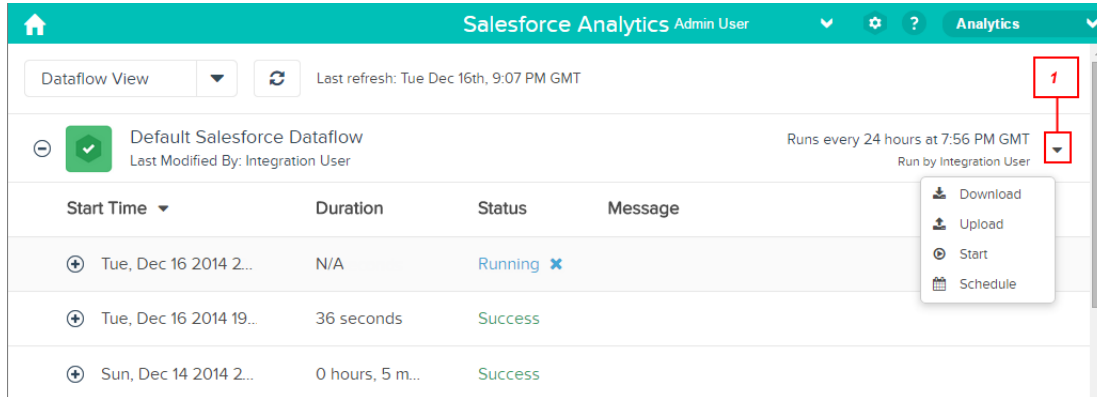 Salesforce Analytics Admin User ? Analytics
Dataflow View Last refresh: Tue Dec 16th, 9:07 PM GMT 1
Default Salesforce Dataflow Runs every 24 hours at 7:56 PM GMT
Last Modified By: Integration User Run by Integration User
Start Time Duration Status Message
Download
Upload
Start
Schedule
Tue, Dec 16 2014 2... N/A Running
Tue, Dec 16 2014 19... 36 seconds Success
Sun, Dec 14 2014 2... 0 hours, 5 m... Success